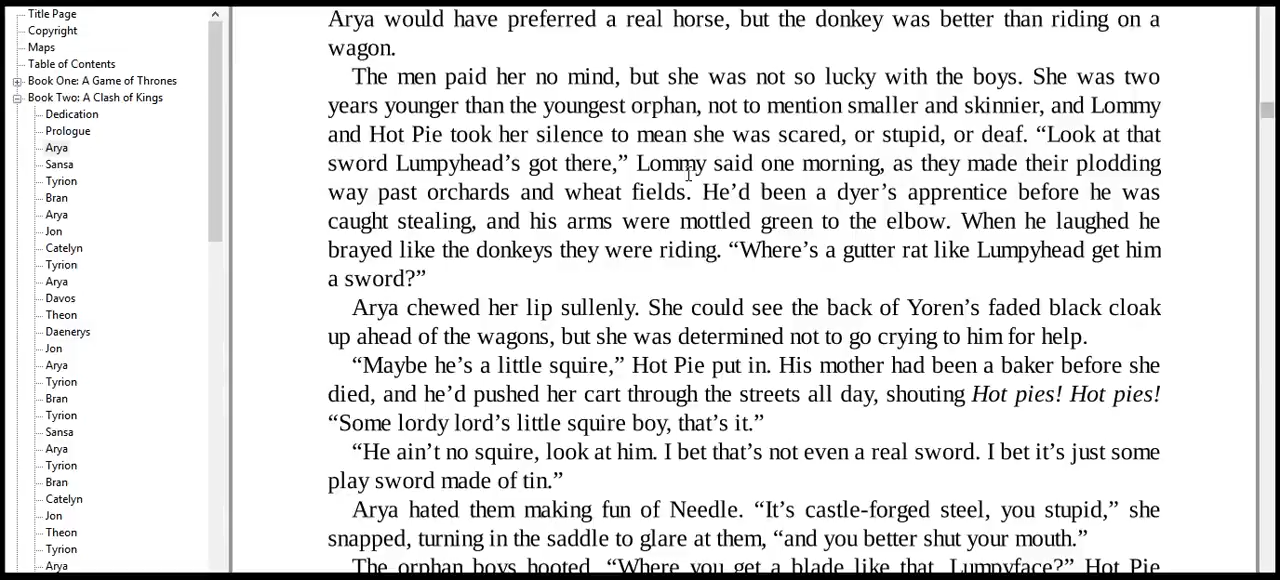 Title Page
Copyright
Maps
Table of Contents
Book One: A Game of Thrones
Book Two: A Clash of Kings
Dedication
Prologue
Arya
Sansa
Tyrion
Bran
Arya
Jon
Catelyn
Tyrion
Arya
Davos
Theon
Daenerys
Jon
Arya
Tyrion
Bran
Tyrion
Sansa
Arya
Tyrion
Bran
Catelyn
Jon
Theon
Tyrion
Arya
Arya would have preferred a real horse, but the donkey was better than riding on a
wagon.
The men paid her no mind, but she was not so lucky with the boys. She was two
years younger than the youngest orphan, not to mention smaller and skinnier, and Lommy
and Hot Pie took her silence to mean she was scared, or stupid, or deaf. “Look at that
sword Lumpyhead’s got there,” Lommy said one morning, as they made their plodding
way past orchards and wheat fields. He’d been a dyer’s apprentice before he was
caught stealing, and his arms were mottled green to the elbow. When he laughed he
brayed like the donkeys they were riding. “Where’s a gutter rat like Lumpyhead get him
a sword?”
Arya chewed her lip sullenly. She could see the back of Yoren’s faded black cloak
up ahead of the wagons, but she was determined not to go crying to him for help.
“Maybe he’s a little squire,” Hot Pie put in. His mother had been a baker before she
died, and he’d pushed her cart through the streets all day, shouting Hot pies! Hot pies!
“Some lordy lord’s little squire boy, that’s it.”
“He ain’t no squire, look at him. I bet that’s not even a real sword. I bet it’s just some
play sword made of tin.”
Arya hated them making fun of Needle. “It’s castle-forged steel, you stupid,” she
snapped, turning in the saddle to glare at them, “and you better shut your mouth.”
The orphan boys hooted. “Where you get a blade like that, Lumpyface?” Hot Pie